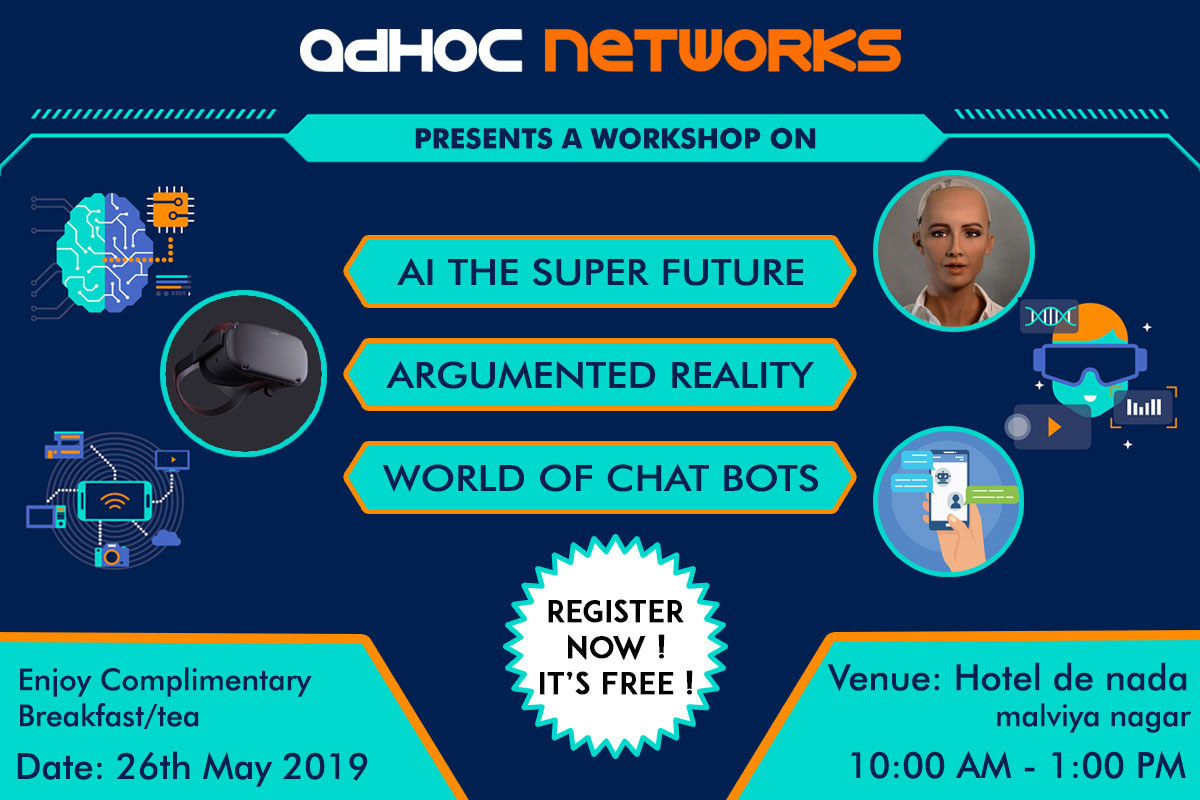 adHOC NeTWORKS
PRESENTS A WORKSHOP ON
AI THE SUPER FUTURE
ARGUMENTED REALITY
WORLD OF CHAT BOTS
REGISTER
NOW !
IT'S FREE !
Enjoy Complimentary
Breakfast/tea
Date: 26th May 2019
Venue: Hotel de nada
malviya nagar
10:00 AM - 1:00 PM